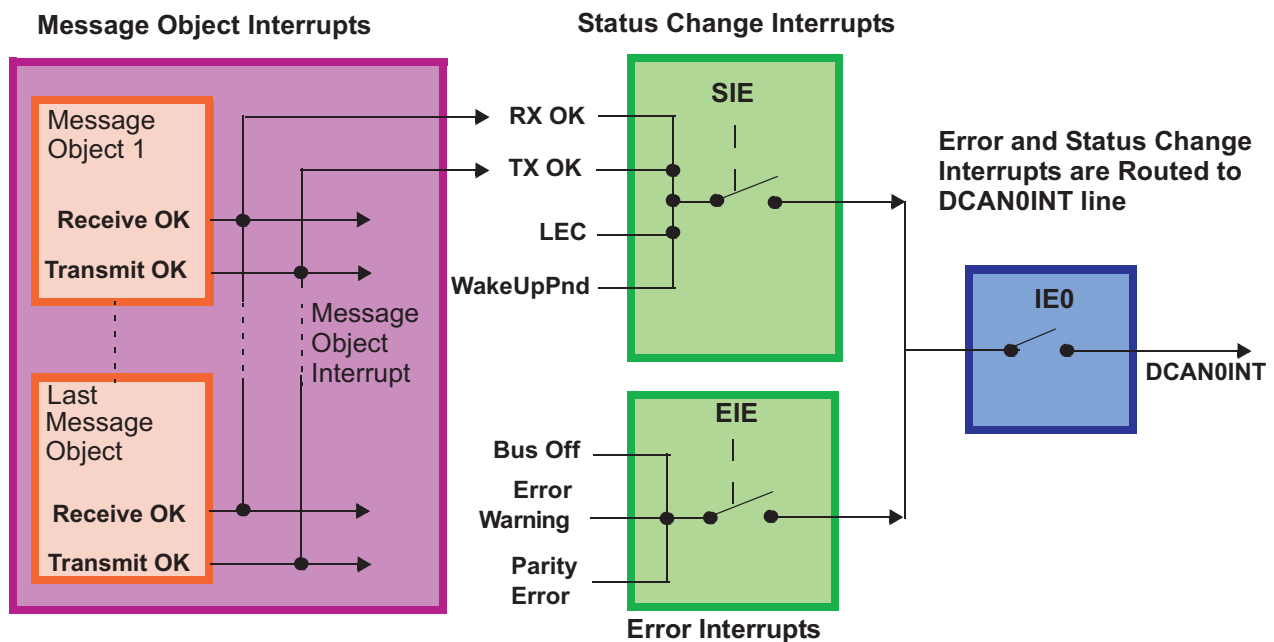 Message Object Interrupts
Status Change Interrupts
Message
Object 1
Receive OK
Transmit OK
Message
Object
Interrupt
Last
Message
Object
Receive OK
Transmit OK
RX OK
TX OK
LEC
WakeUpPnd
SIE
Bus Off
Error
Warning
Parity
Error
EIE
Error Interrupts
Error and Status Change
Interrupts are Routed to
DCAN0INT line
IE0
DCAN0INT